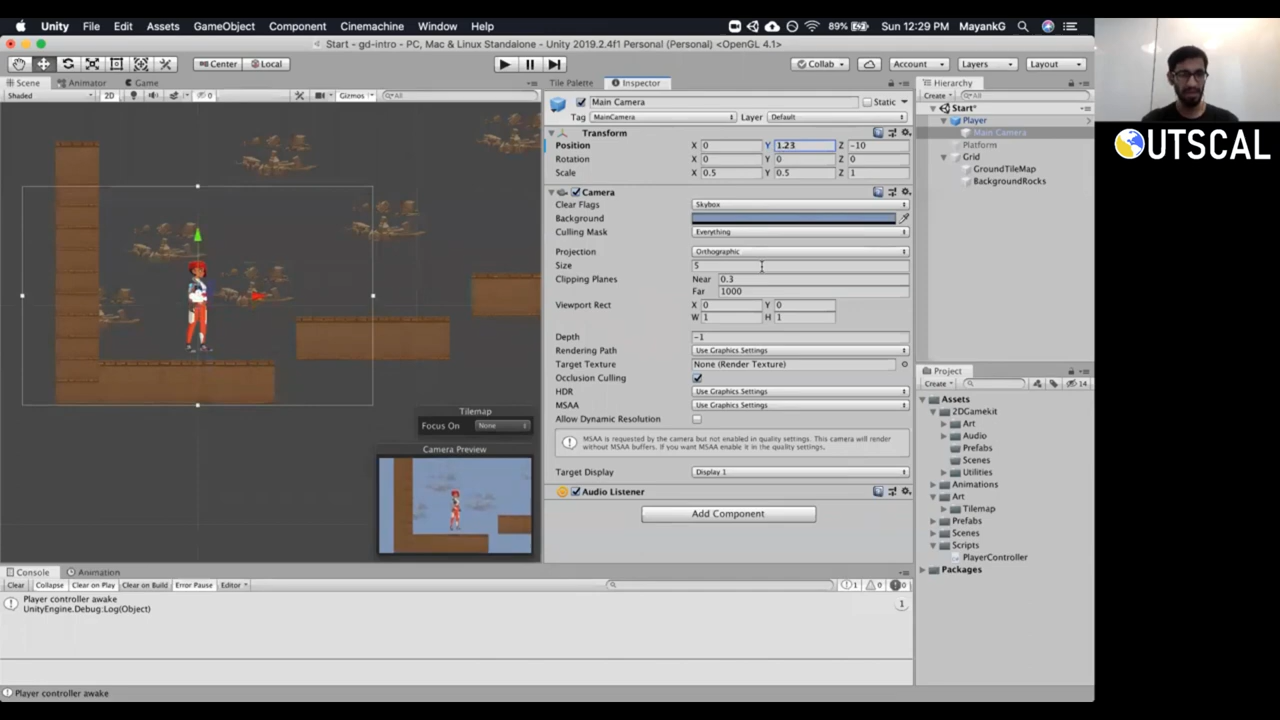 Unity File Edit Assets GameObject Component Cinemachine Window Help 89% Sun 12:29 PM MayankG
Start - gd-intro - PC, Mac & Linux Standalone - Unity 2019.2.4f1 Personal (Personal) <OpenGL 4.1>
Center Local Collab Account Layers Layout
Scene Animator Game Tile Palette Inspector Hierarchy
Shaded 2D 0 Gizmos All Create All
Main Camera Static
Tag MainCamera Layer Default
Start*
Player
Main Camera
Platform
Grid
GroundTileMap
BackgroundRocks
Transform
Position X 0 Y 1.23 Z -10
Rotation X 0 Y 0 Z 0
Scale X 0.5 Y 0.5 Z 1
Camera
Clear Flags Skybox
Background
Culling Mask Everything
Projection Orthographic
Size 5
Clipping Planes Near 0.3
Far 1000
Viewport Rect X 0 Y 0
W 1 H 1
Depth -1
Rendering Path Use Graphics Settings
Target Texture None (Render Texture)
Occlusion Culling
HDR Use Graphics Settings
MSAA Use Graphics Settings
Allow Dynamic Resolution
MSAA is requested by the camera but not enabled in quality settings. This camera will render
without MSAA buffers. If you want MSAA enable it in the quality settings.
Target Display Display 1
Audio Listener
Add Component
Tilemap
Focus On None
Camera Preview
Project
Create 14
Assets
2DGamekit
Art
Audio
Prefabs
Scenes
Utilities
Animations
Art
Tilemap
Prefabs
Scenes
Scripts
PlayerController
Packages
Console Animation
Clear Collapse Clear on Play Clear on Build Error Pause Editor 1 0 0
Player controller awake
UnityEngine.Debug:Log(Object)
1
Player controller awake
OUTSCAL